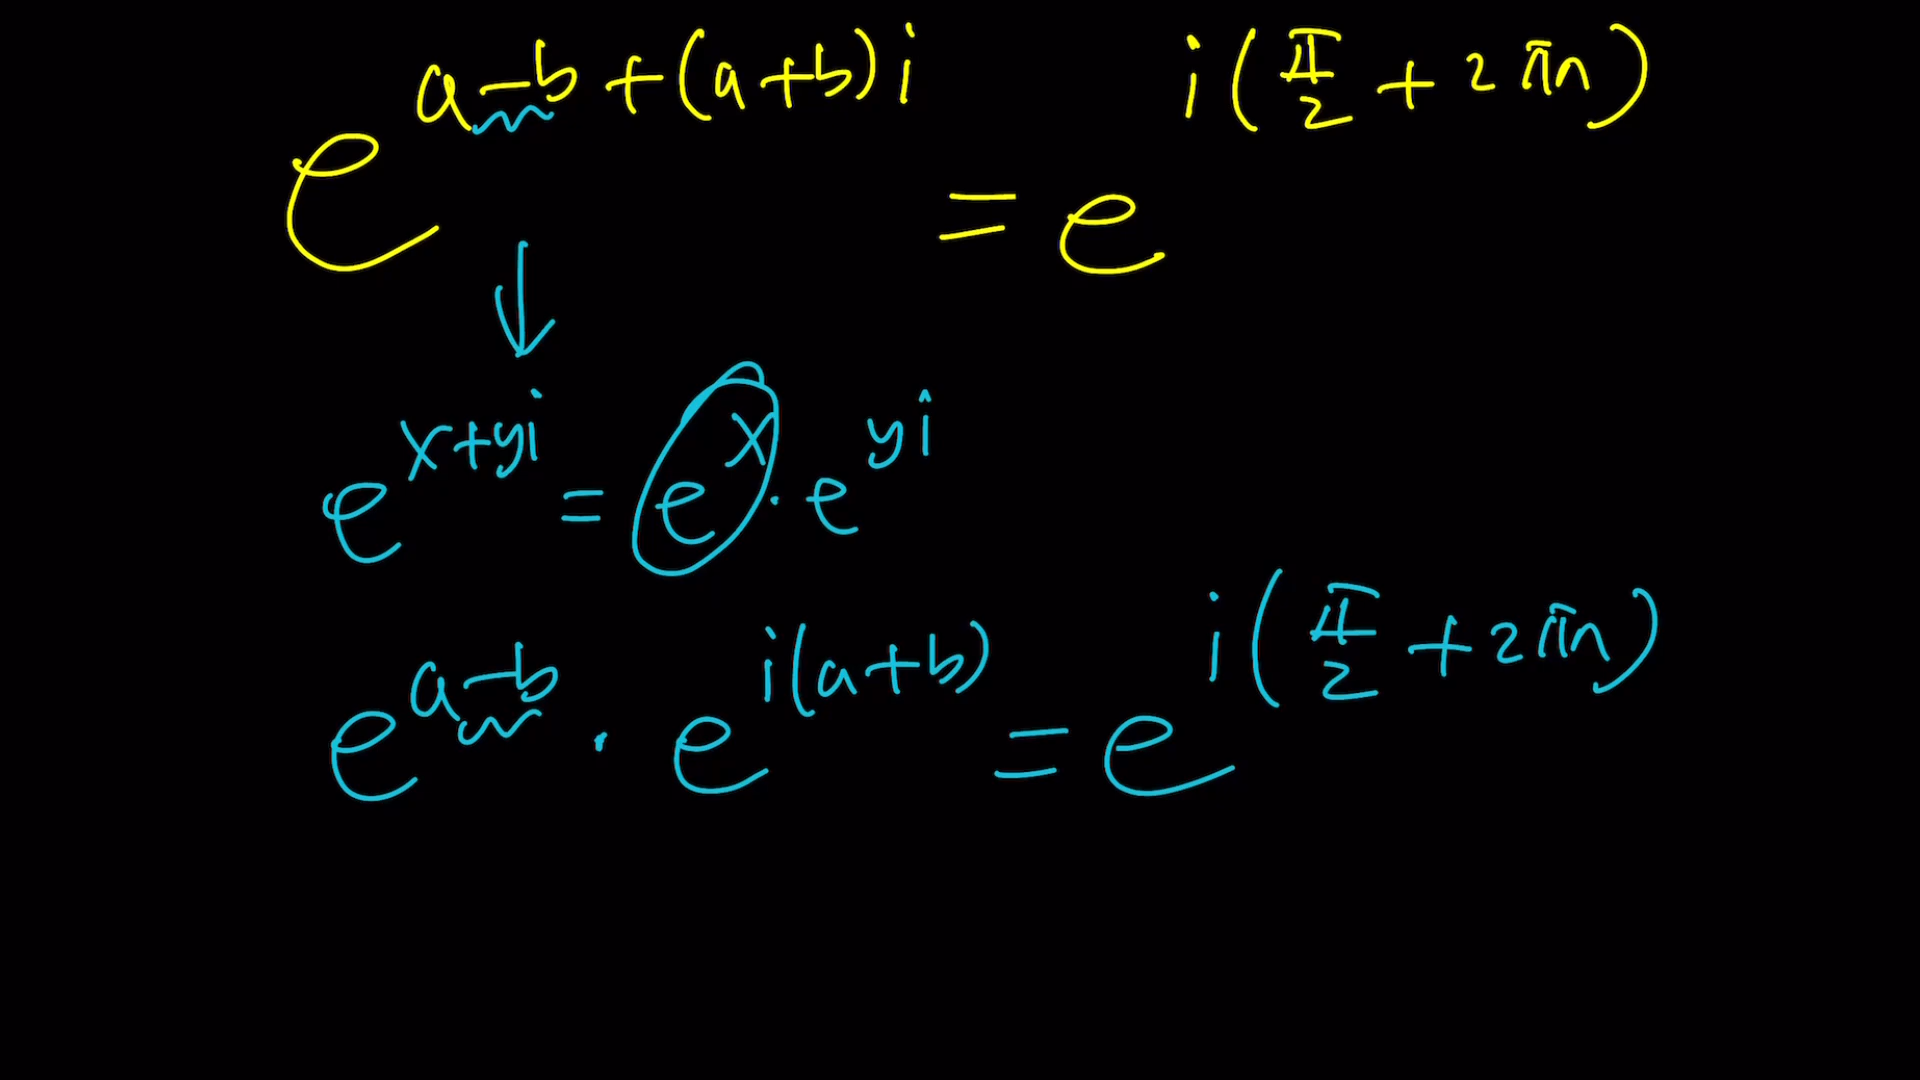 e^{a-b+(a+b)i} = e^{i(π/2 + 2πn)}
e^{x+yi} = e^x · e^{yi}
e^{a-b} · e^{i(a+b)} = e^{i(π/2 + 2πn)}